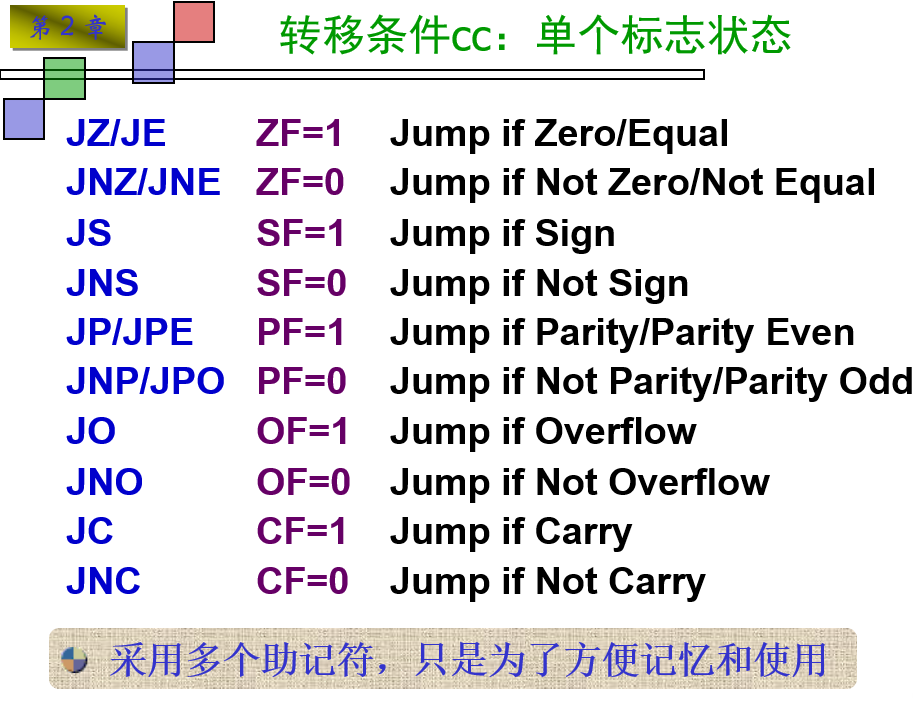 第 2 章
转移条件cc：单个标志状态
JZ/JE ZF=1 Jump if Zero/Equal
JNZ/JNE ZF=0 Jump if Not Zero/Not Equal
JS SF=1 Jump if Sign
JNS SF=0 Jump if Not Sign
JP/JPE PF=1 Jump if Parity/Parity Even
JNP/JPO PF=0 Jump if Not Parity/Parity Odd
JO OF=1 Jump if Overflow
JNO OF=0 Jump if Not Overflow
JC CF=1 Jump if Carry
JNC CF=0 Jump if Not Carry
采用多个助记符，只是为了方便记忆和使用